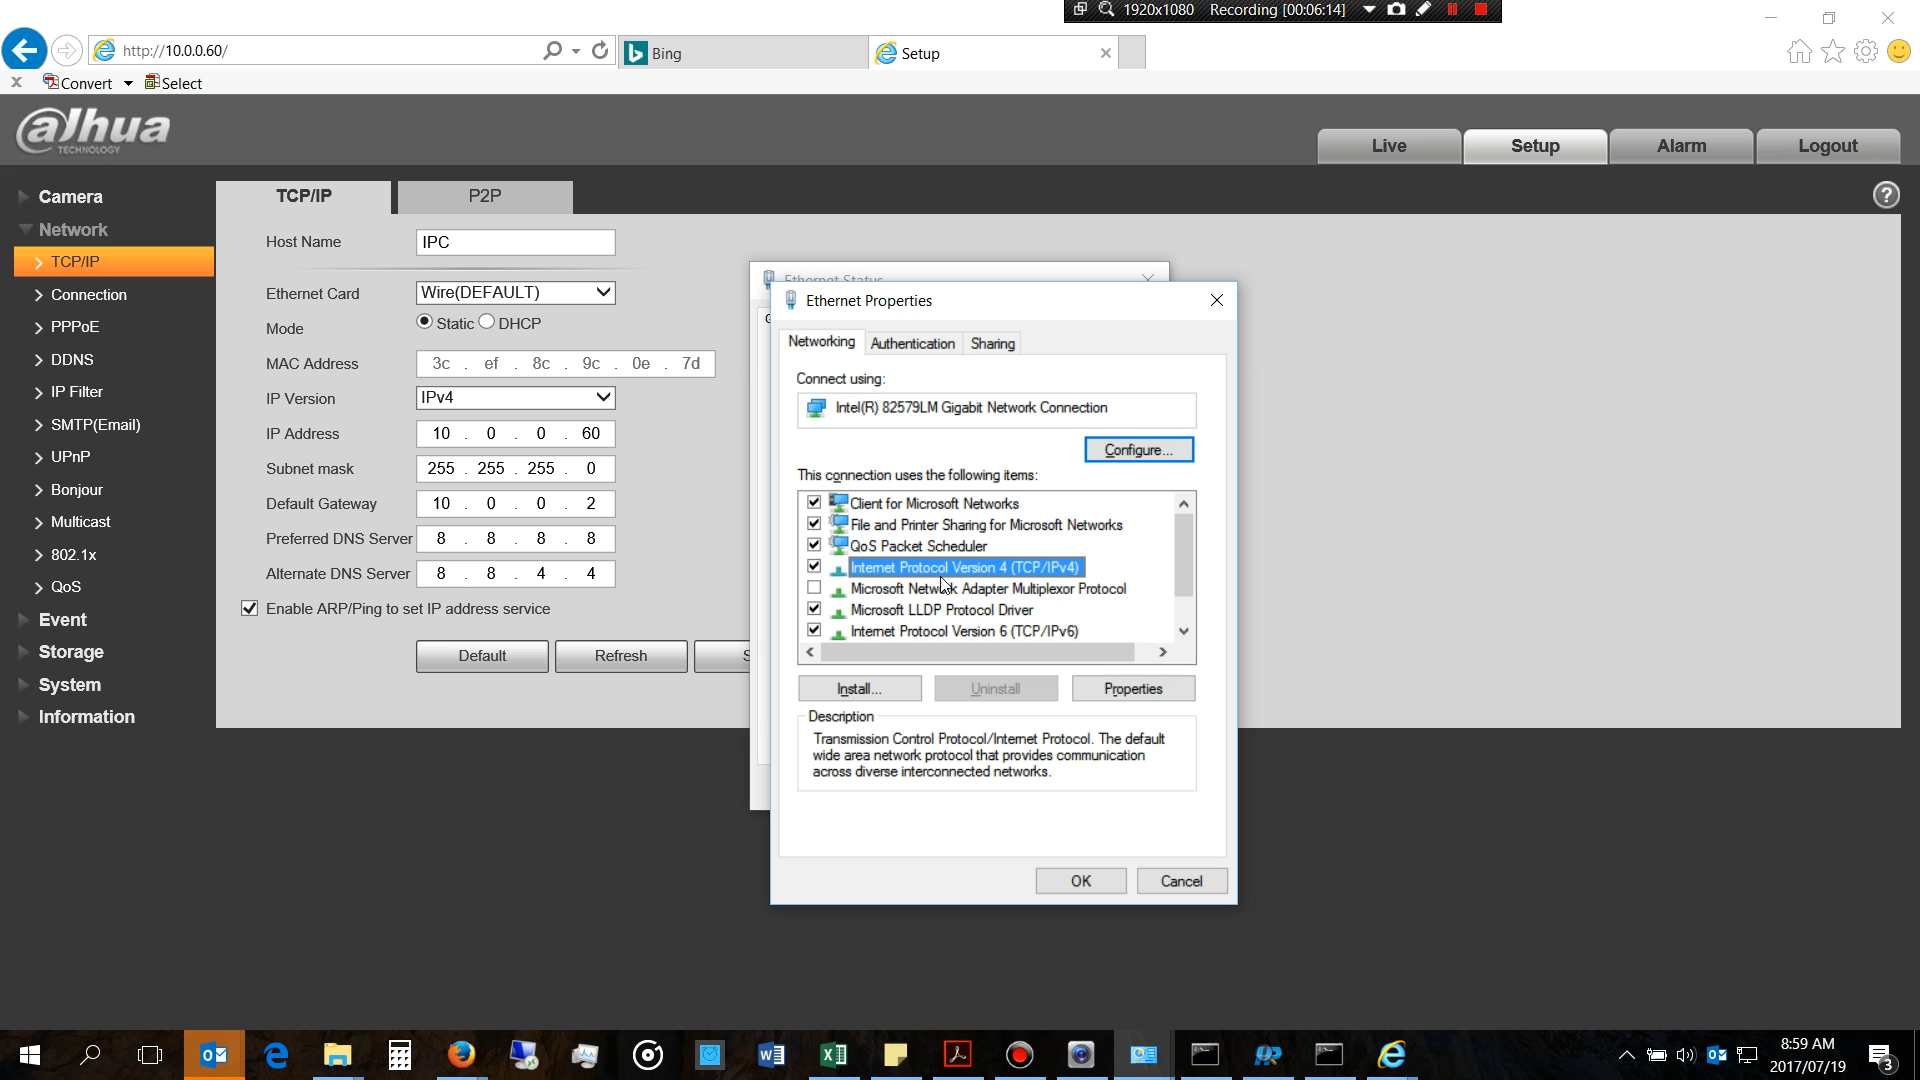 1920x1080 Recording [00:06:14]
http://10.0.0.60/
Bing
Setup
Convert
Select
alhua
TECHNOLOGY
Live
Setup
Alarm
Logout
Camera
Network
TCP/IP
Connection
PPPoE
DDNS
IP Filter
SMTP(Email)
UPnP
Bonjour
Multicast
802.1x
QoS
Event
Storage
System
Information
TCP/IP
P2P
Host Name IPC
Ethernet Card Wire(DEFAULT)
Mode Static DHCP
MAC Address 3c . ef . 8c . 9c . 0e . 7d
IP Version IPv4
IP Address 10 . 0 . 0 . 60
Subnet mask 255 . 255 . 255 . 0
Default Gateway 10 . 0 . 0 . 2
Preferred DNS Server 8 . 8 . 8 . 8
Alternate DNS Server 8 . 8 . 4 . 4
Enable ARP/Ping to set IP address service
Default
Refresh
S
Ethernet Status
Ethernet Properties
Networking
Authentication
Sharing
Connect using:
Intel(R) 82579LM Gigabit Network Connection
Configure...
This connection uses the following items:
Client for Microsoft Networks
File and Printer Sharing for Microsoft Networks
QoS Packet Scheduler
Internet Protocol Version 4 (TCP/IPv4)
Microsoft Network Adapter Multiplexor Protocol
Microsoft LLDP Protocol Driver
Internet Protocol Version 6 (TCP/IPv6)
Install...
Uninstall
Properties
Description
Transmission Control Protocol/Internet Protocol. The default
wide area network protocol that provides communication
across diverse interconnected networks.
OK
Cancel
8:59 AM
2017/07/19
3